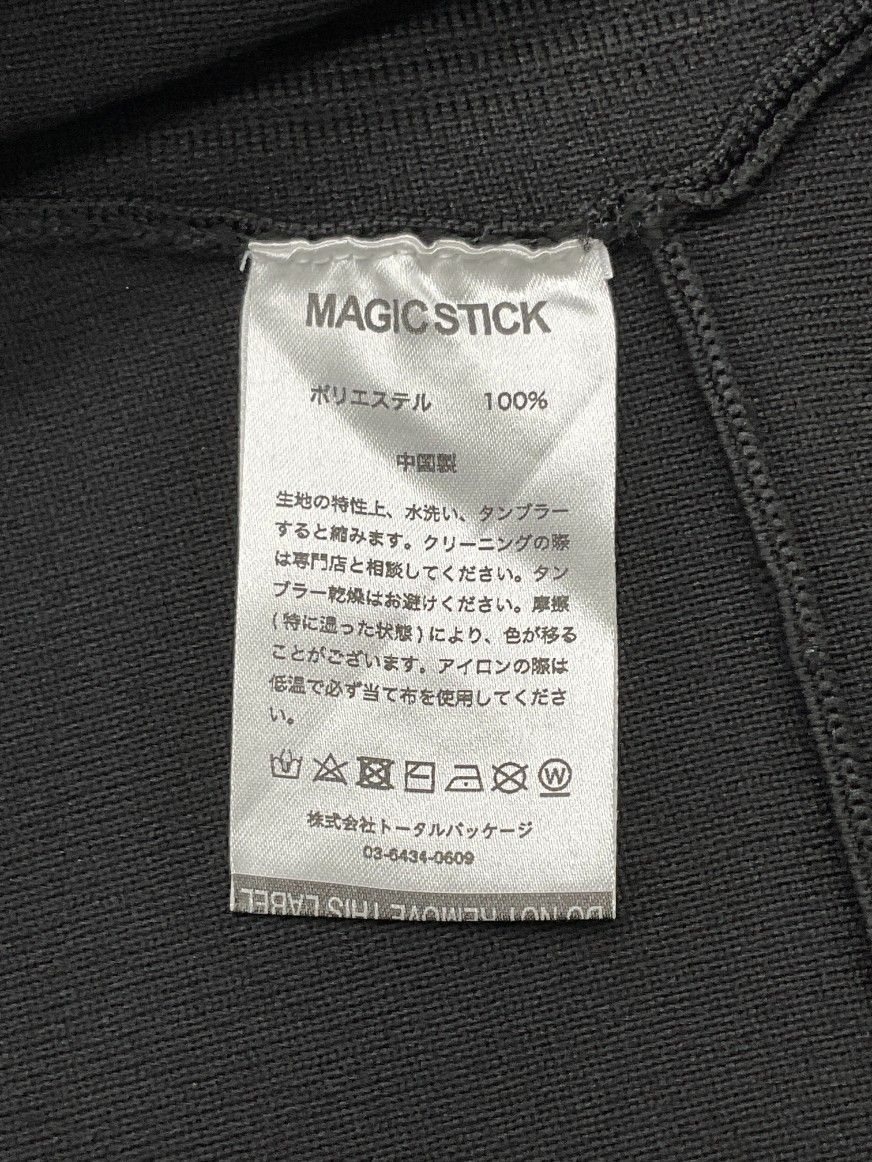 MAGIC STICK
ポリエステル 100%
中国製
生地の特性上、水洗い、タンブラー
すると縮みます。クリーニングの際
は専門店と相談してください。タン
ブラー乾燥はお避けください。摩擦
(特に湿った状態)により、色が移る
ことがございます。アイロンの際は
低温で必ず当て布を使用してくださ
い。
W
株式会社トータルパッケージ
03-6434-0609
DO NOT REMOVE THIS LABEL